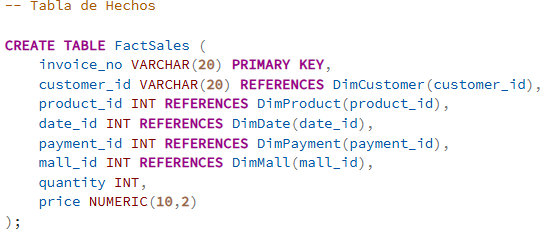 -- Tabla de Hechos
CREATE TABLE FactSales (
    invoice_no VARCHAR(20) PRIMARY KEY,
    customer_id VARCHAR(20) REFERENCES DimCustomer(customer_id),
    product_id INT REFERENCES DimProduct(product_id),
    date_id INT REFERENCES DimDate(date_id),
    payment_id INT REFERENCES DimPayment(payment_id),
    mall_id INT REFERENCES DimMall(mall_id),
    quantity INT,
    price NUMERIC(10,2)
);